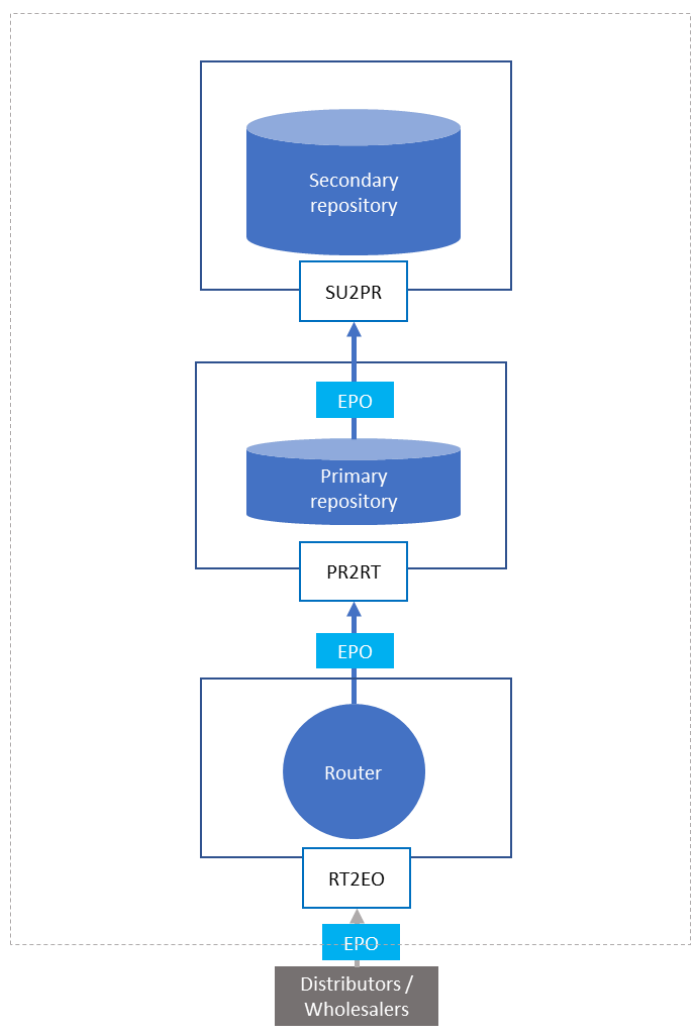 Secondary
repository
SU2PR
EPO
Primary
repository
PR2RT
EPO
Router
RT2EO
EPO
Distributors /
Wholesalers